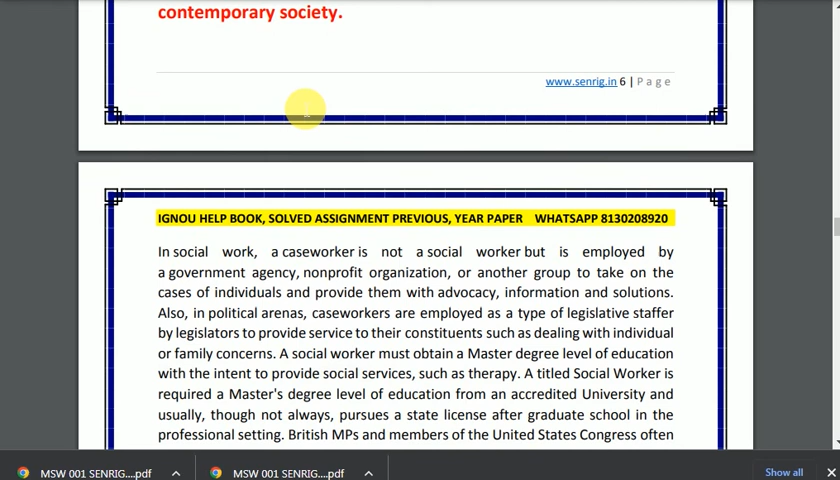 contemporary society.
www.senrig.in 6 | P a g e
IGNOU HELP BOOK, SOLVED ASSIGNMENT PREVIOUS, YEAR PAPER WHATSAPP 8130208920
In social work, a caseworker is not a social worker but is employed by
a government agency, nonprofit organization, or another group to take on the
cases of individuals and provide them with advocacy, information and solutions.
Also, in political arenas, caseworkers are employed as a type of legislative staffer
by legislators to provide service to their constituents such as dealing with individual
or family concerns. A social worker must obtain a Master degree level of education
with the intent to provide social services, such as therapy. A titled Social Worker is
required a Master's degree level of education from an accredited University and
usually, though not always, pursues a state license after graduate school in the
professional setting. British MPs and members of the United States Congress often
MSW 001 SENRIG....pdf MSW 001 SENRIG....pdf Show all